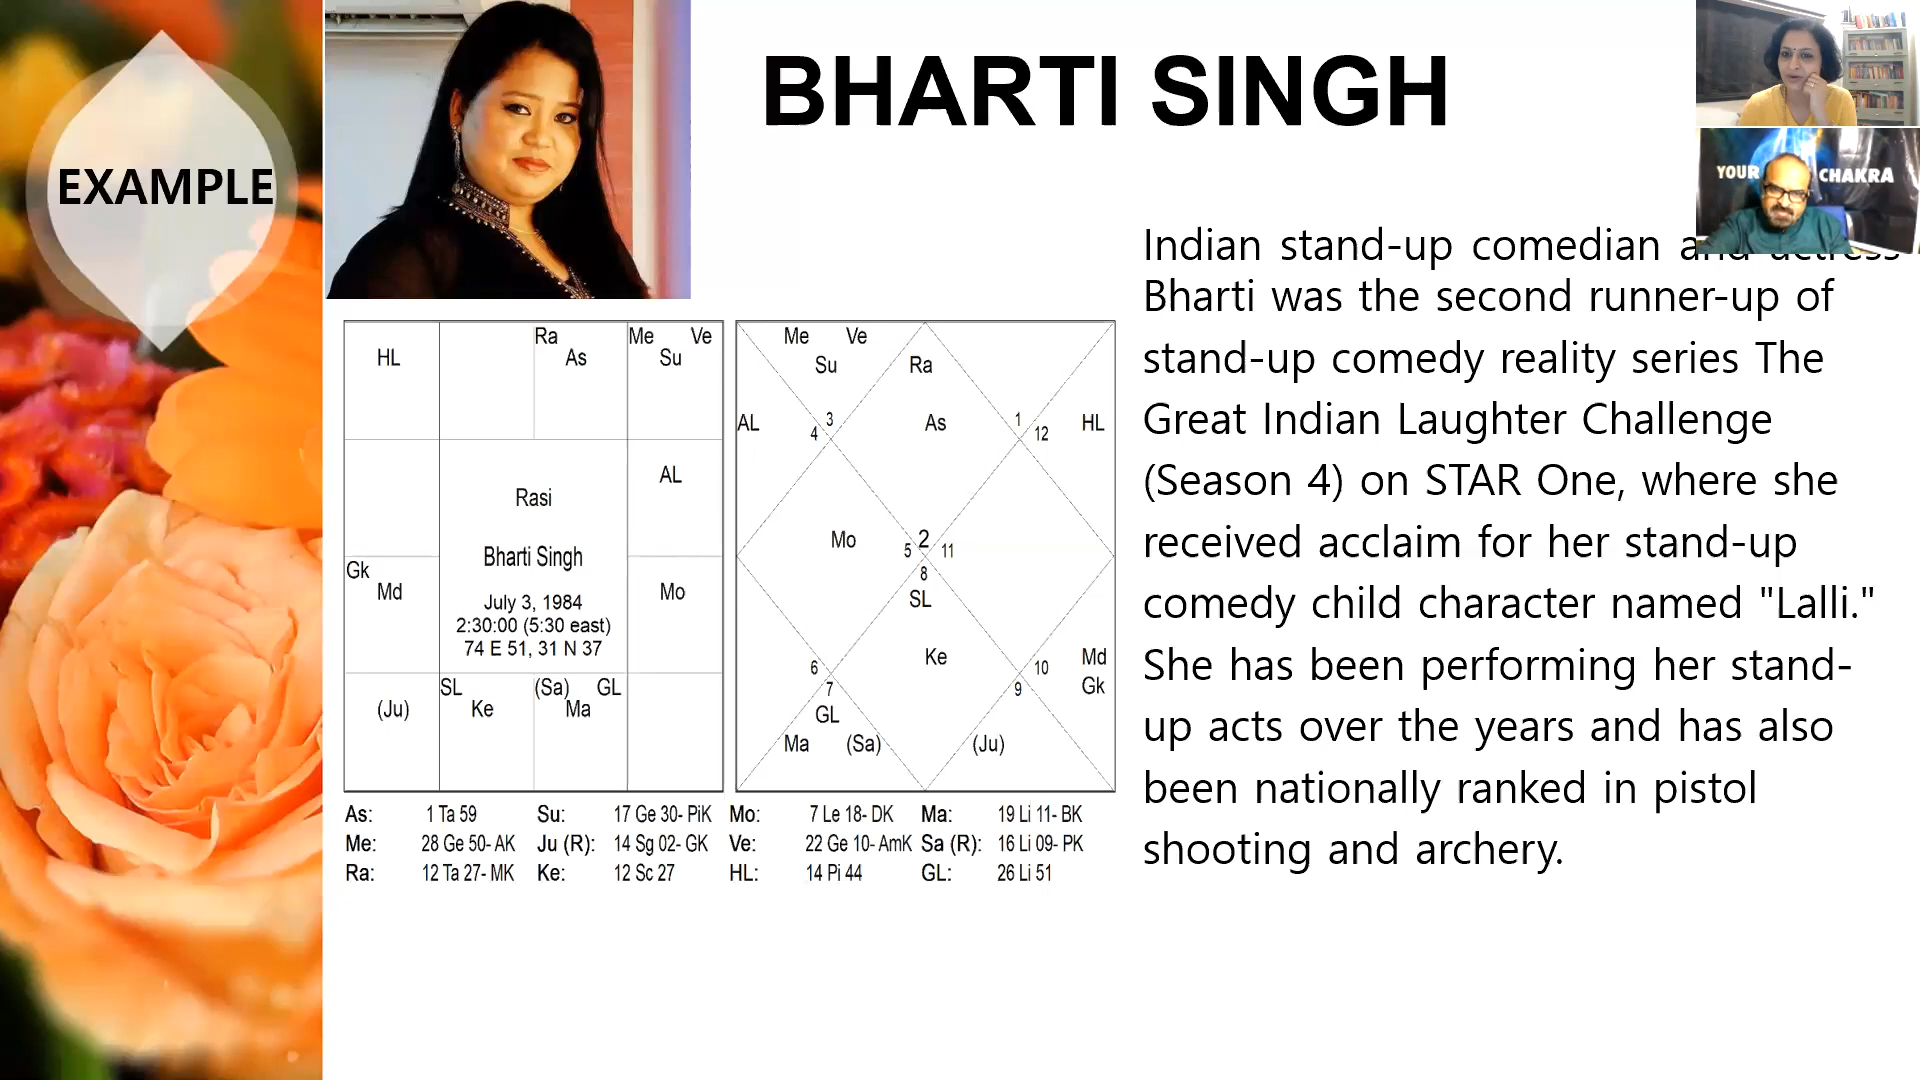 EXAMPLE
BHARTI SINGH
YOUR CHAKRA
Indian stand-up comedian and actress
Bharti was the second runner-up of
stand-up comedy reality series The
Great Indian Laughter Challenge
(Season 4) on STAR One, where she
received acclaim for her stand-up
comedy child character named "Lalli."
She has been performing her stand-
up acts over the years and has also
been nationally ranked in pistol
shooting and archery.
HL
Ra
As
Me Ve
Su
AL
Gk
Md
Mo
(Ju)
SL
Ke
(Sa) GL
Ma
Rasi
Bharti Singh
July 3, 1984
2:30:00 (5:30 east)
74 E 51, 31 N 37
Me Ve
Su
Ra
AL
3
4
As
1
12
HL
Mo
2
5
11
8
SL
Ke
6
7
GL
Ma (Sa)
10
9
Md
Gk
(Ju)
As: 1 Ta 59 Su: 17 Ge 30- PiK Mo: 7 Le 18- DK Ma: 19 Li 11- BK
Me: 28 Ge 50- AK Ju (R): 14 Sg 02- GK Ve: 22 Ge 10- AmK Sa (R): 16 Li 09- PK
Ra: 12 Ta 27- MK Ke: 12 Sc 27 HL: 14 Pi 44 GL: 26 Li 51